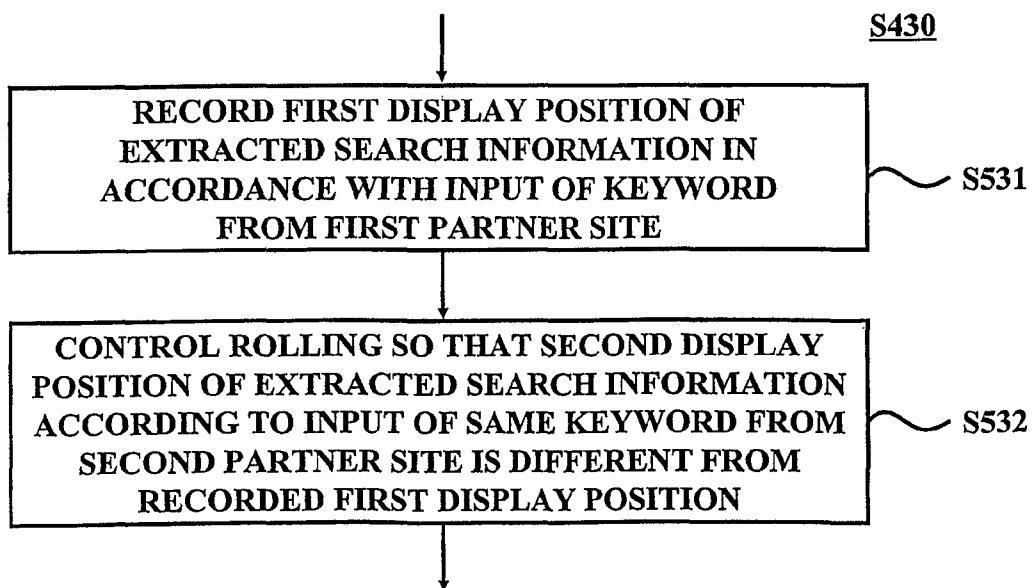 S430
RECORD FIRST DISPLAY POSITION OF
EXTRACTED SEARCH INFORMATION IN
ACCORDANCE WITH INPUT OF KEYWORD
FROM FIRST PARTNER SITE
S531
CONTROL ROLLING SO THAT SECOND DISPLAY
POSITION OF EXTRACTED SEARCH INFORMATION
ACCORDING TO INPUT OF SAME KEYWORD FROM
SECOND PARTNER SITE IS DIFFERENT FROM
RECORDED FIRST DISPLAY POSITION
S532